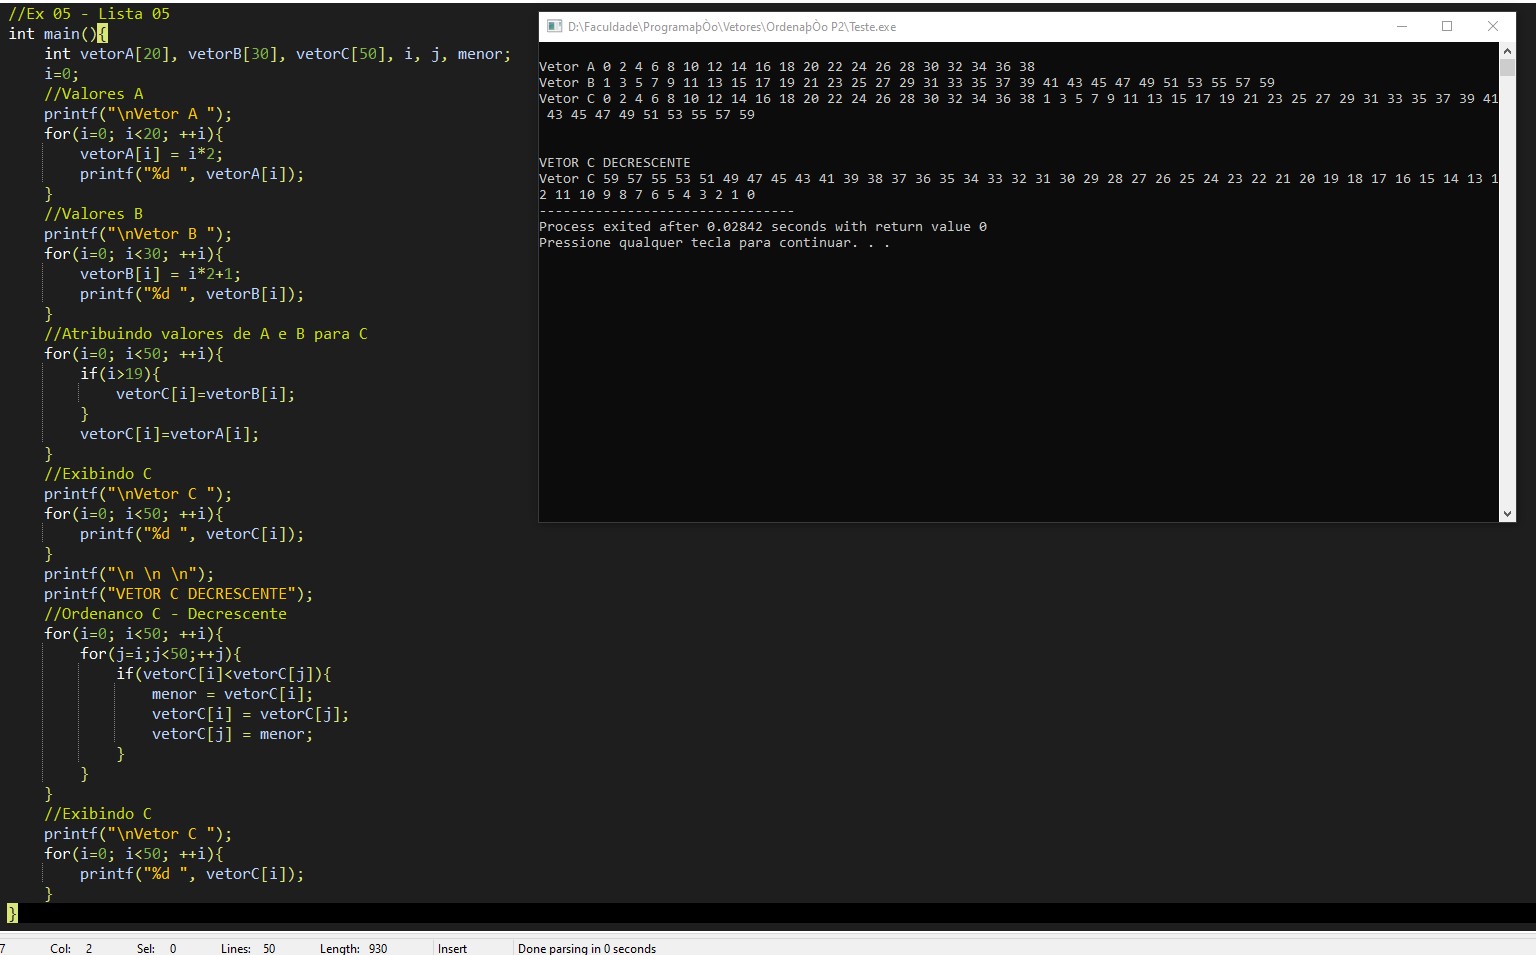 //Ex 05 - Lista 05
int main(){
    int vetorA[20], vetorB[30], vetorC[50], i, j, menor;
    i=0;
    //Valores A
    printf("\nVetor A ");
    for(i=0; i<20; ++i){
        vetorA[i] = i*2;
        printf("%d ", vetorA[i]);
    }
    //Valores B
    printf("\nVetor B ");
    for(i=0; i<30; ++i){
        vetorB[i] = i*2+1;
        printf("%d ", vetorB[i]);
    }
    //Atribuindo valores de A e B para C
    for(i=0; i<50; ++i){
        if(i>19){
            vetorC[i]=vetorB[i];
        }
        vetorC[i]=vetorA[i];
    }
    //Exibindo C
    printf("\nVetor C ");
    for(i=0; i<50; ++i){
        printf("%d ", vetorC[i]);
    }
    printf("\n \n \n");
    printf("VETOR C DECRESCENTE");
    //Ordenanco C - Decrescente
    for(i=0; i<50; ++i){
        for(j=i;j<50;++j){
            if(vetorC[i]<vetorC[j]){
                menor = vetorC[i];
                vetorC[i] = vetorC[j];
                vetorC[j] = menor;
            }
        }
    }
    //Exibindo C
    printf("\nVetor C ");
    for(i=0; i<50; ++i){
        printf("%d ", vetorC[i]);
    }
}
D:\Faculdade\ProgramaþÒo\Vetores\OrdenaþÒo P2\Teste.exe
Vetor A 0 2 4 6 8 10 12 14 16 18 20 22 24 26 28 30 32 34 36 38
Vetor B 1 3 5 7 9 11 13 15 17 19 21 23 25 27 29 31 33 35 37 39 41 43 45 47 49 51 53 55 57 59
Vetor C 0 2 4 6 8 10 12 14 16 18 20 22 24 26 28 30 32 34 36 38 1 3 5 7 9 11 13 15 17 19 21 23 25 27 29 31 33 35 37 39 41
 43 45 47 49 51 53 55 57 59
VETOR C DECRESCENTE
Vetor C 59 57 55 53 51 49 47 45 43 41 39 38 37 36 35 34 33 32 31 30 29 28 27 26 25 24 23 22 21 20 19 18 17 16 15 14 13 1
2 11 10 9 8 7 6 5 4 3 2 1 0
--------------------------------
Process exited after 0.02842 seconds with return value 0
Pressione qualquer tecla para continuar. . .
7 Col: 2 Sel: 0 Lines: 50 Length: 930 Insert Done parsing in 0 seconds